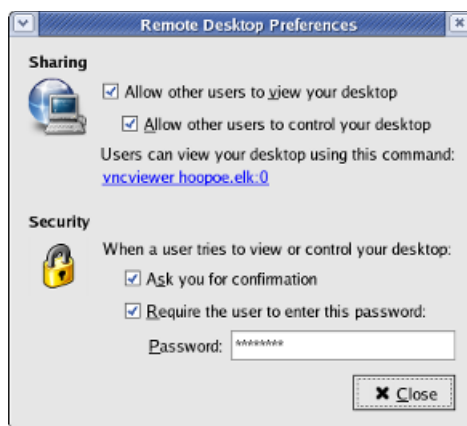 Remote Desktop Preferences
Sharing
Allow other users to view your desktop
Allow other users to control your desktop
Users can view your desktop using this command:
vncviewer hoopoe.elk:0
Security
When a user tries to view or control your desktop:
Ask you for confirmation
Require the user to enter this password:
Password: ********
Close